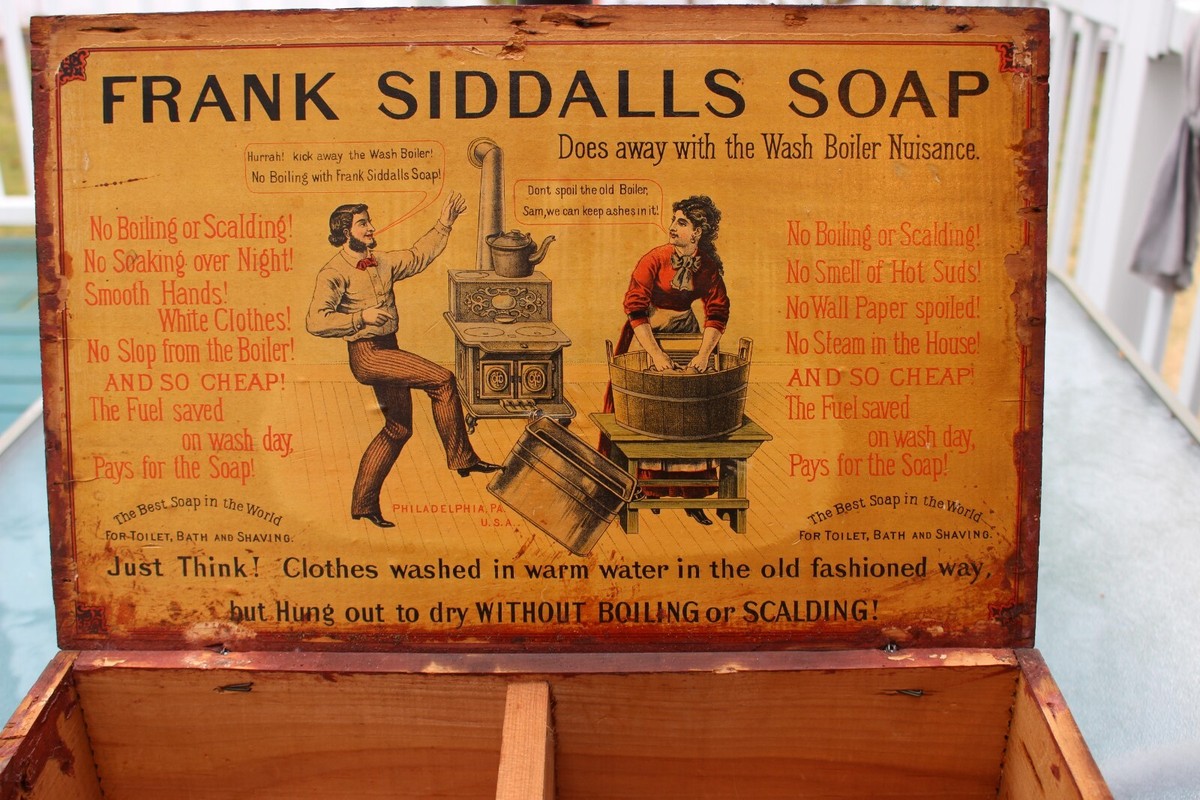 FRANK SIDDALLS SOAP
Does away with the Wash Boiler Nuisance.
Hurrah! kick away the Wash Boiler!
No Boiling with Frank Siddalls Soap!
Dont spoil the old Boiler,
Sam, we can keep ashes in it!
No Boiling or Scalding!
No Soaking over Night!
Smooth Hands!
White Clothes!
No Slop from the Boiler!
AND SO CHEAP!
The Fuel saved
on wash day,
Pays for the Soap!
The Best Soap in the World
FOR TOILET, BATH AND SHAVING.
No Boiling or Scalding!
No Smell of Hot Suds!
No Wall Paper spoiled!
No Steam in the House!
AND SO CHEAP!
The Fuel saved
on wash day,
Pays for the Soap!
The Best Soap in the World
FOR TOILET, BATH AND SHAVING.
PHILADELPHIA, PA.
U.S.A.
Just Think! Clothes washed in warm water in the old fashioned way,
but Hung out to dry WITHOUT BOILING or SCALDING!